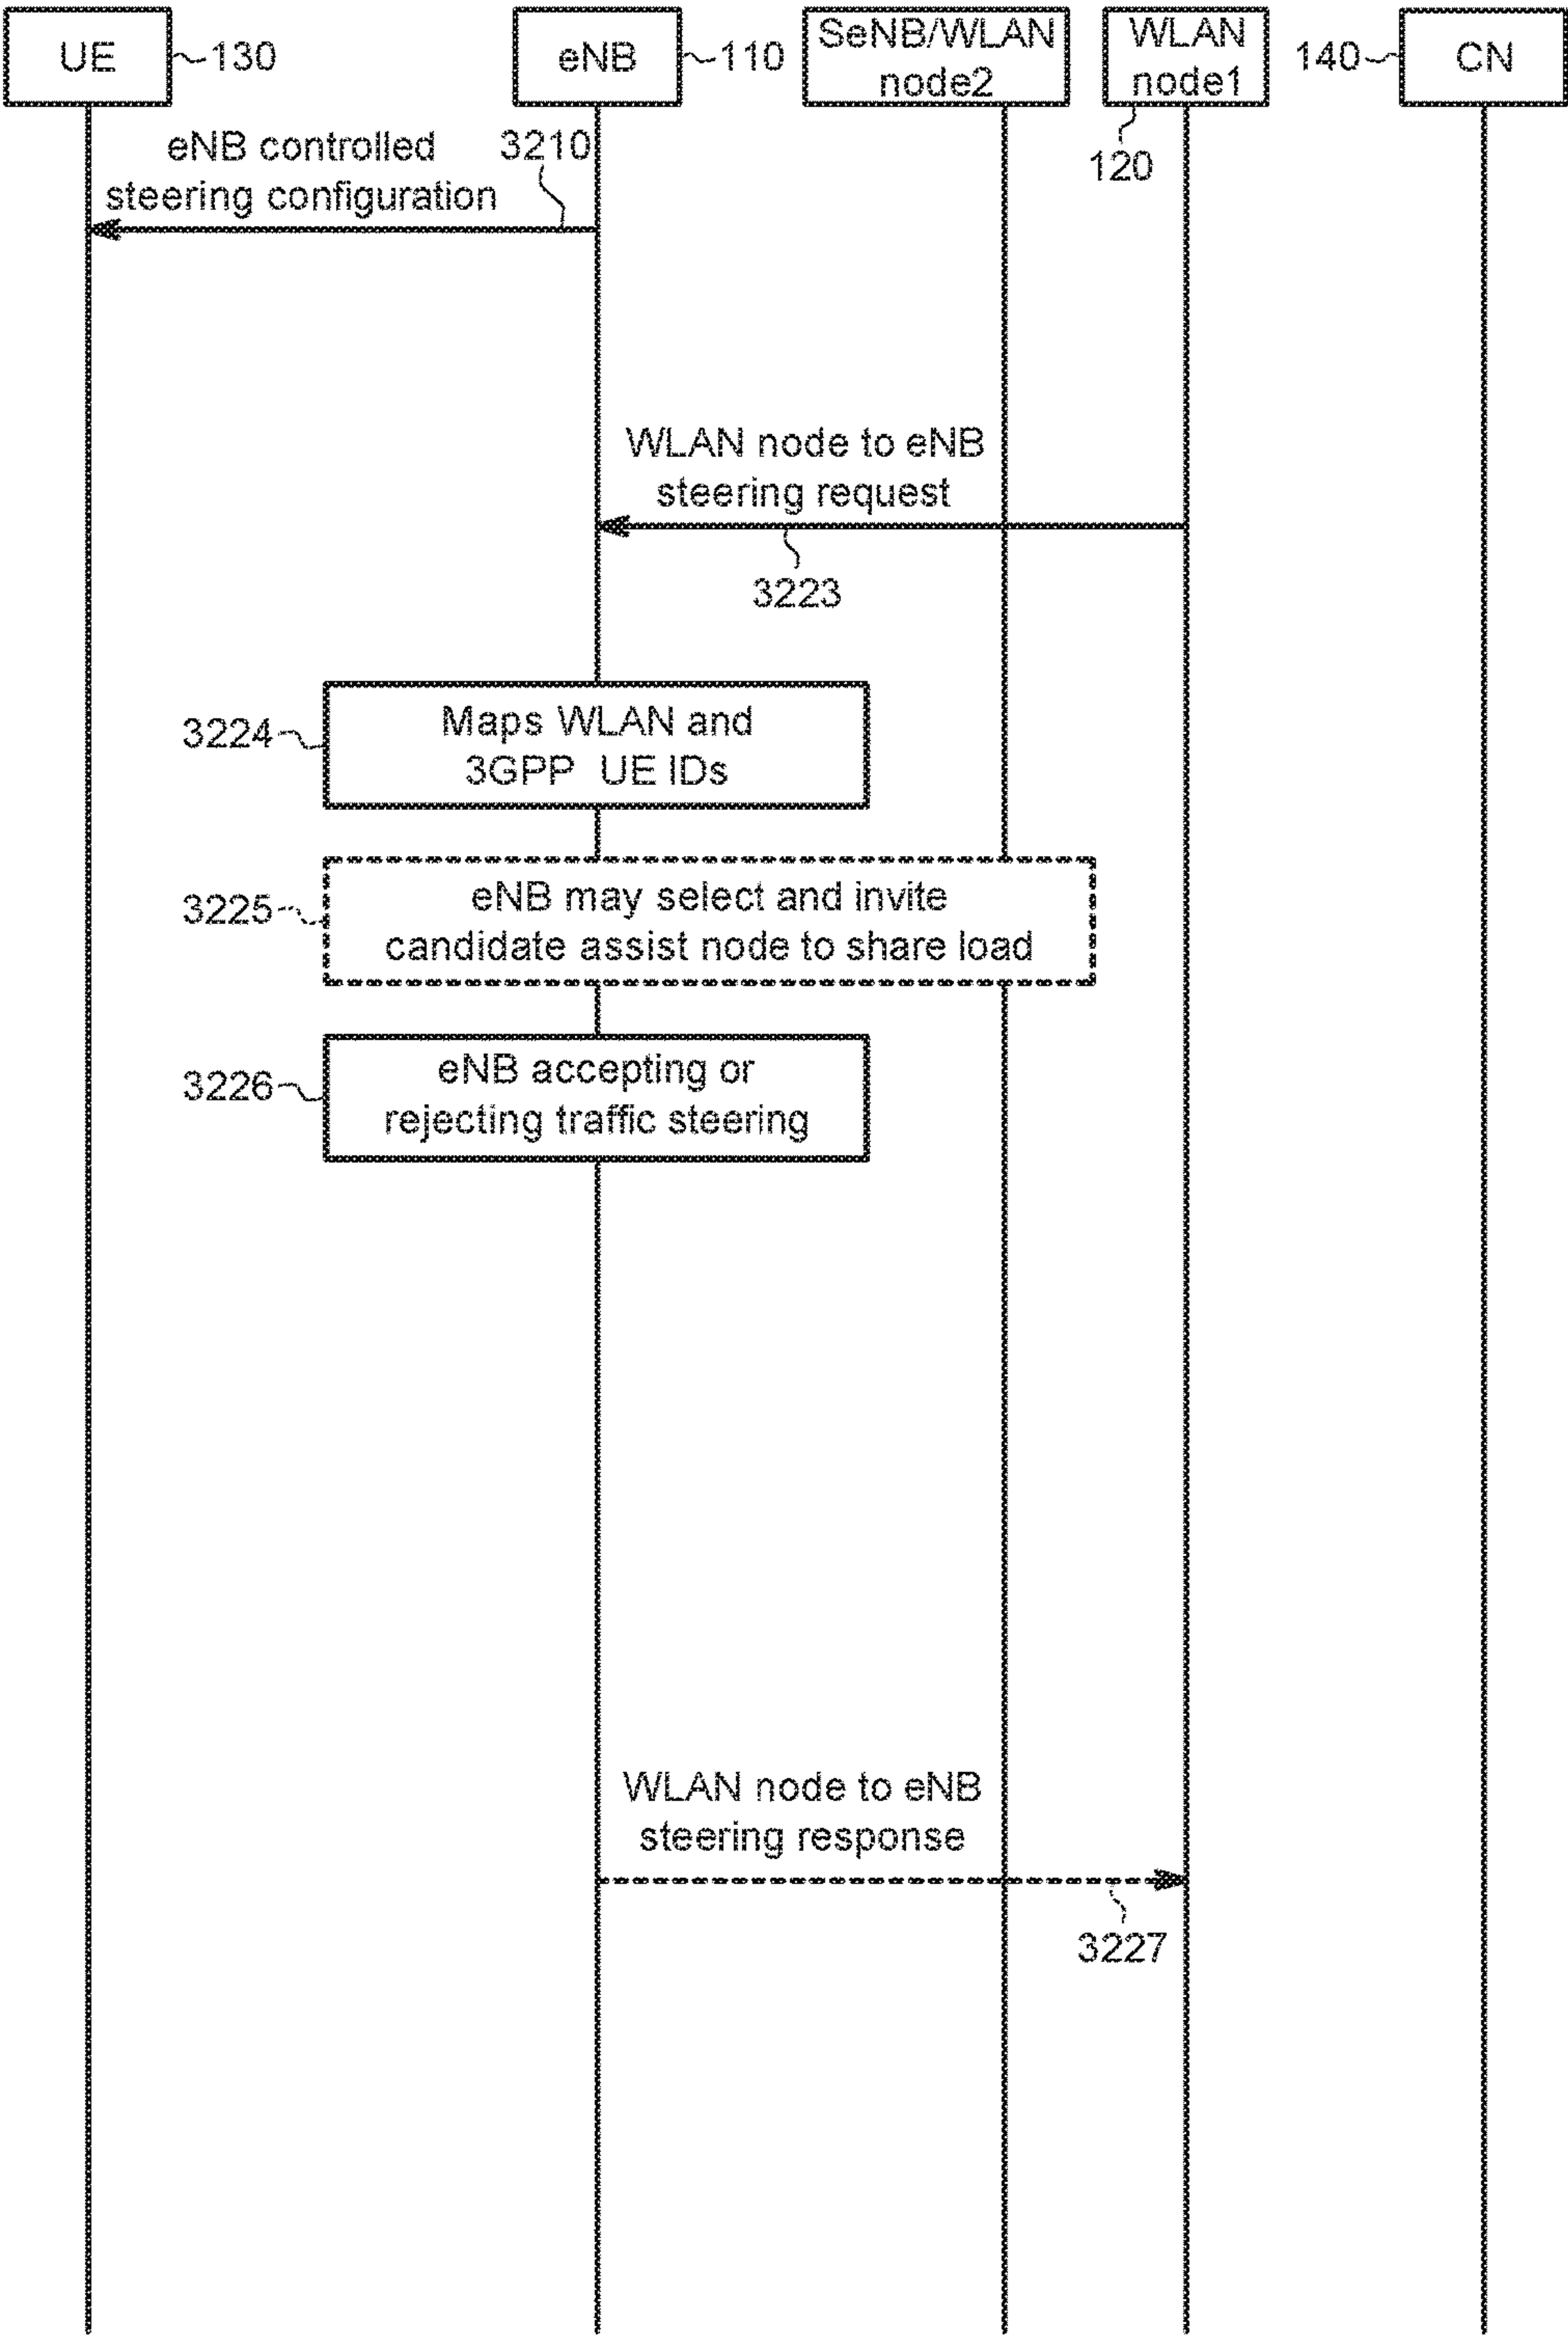 UE
130
eNB
110
SeNB/WLAN
node2
WLAN
node1
120
140
CN
eNB controlled
steering configuration
3210
WLAN node to eNB
steering request
3223
3224
Maps WLAN and
3GPP UE IDs
3225
eNB may select and invite
candidate assist node to share load
3226
eNB accepting or
rejecting traffic steering
WLAN node to eNB
steering response
3227